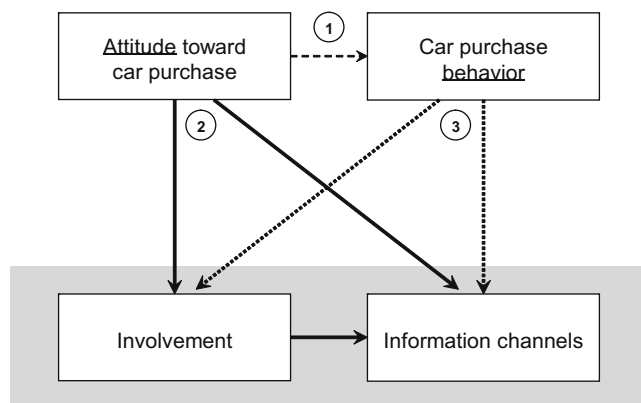 1
Attitude toward
car purchase
Car purchase
behavior
2
3
Involvement
Information channels